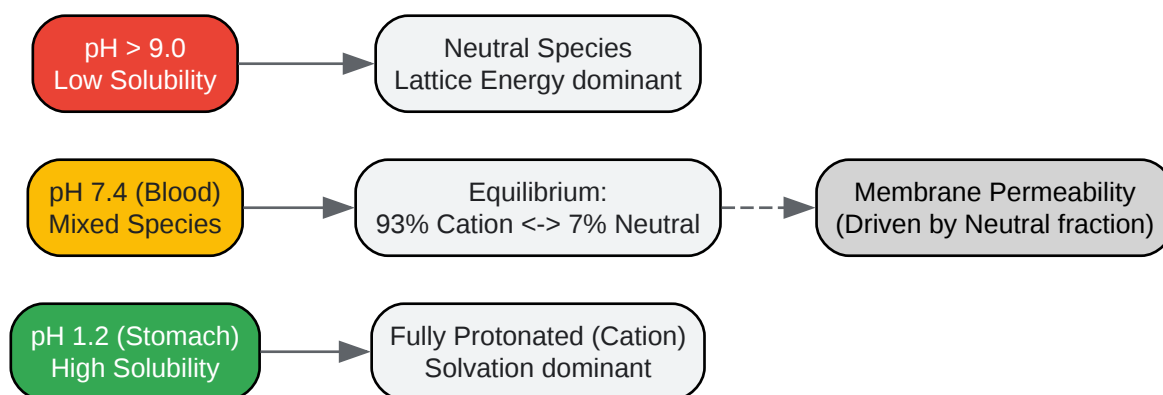 pH > 9.0
Low Solubility
Neutral Species
Lattice Energy dominant
pH 7.4 (Blood)
Mixed Species
Equilibrium:
93% Cation <-> 7% Neutral
Membrane Permeability
(Driven by Neutral fraction)
pH 1.2 (Stomach)
High Solubility
Fully Protonated (Cation)
Solvation dominant